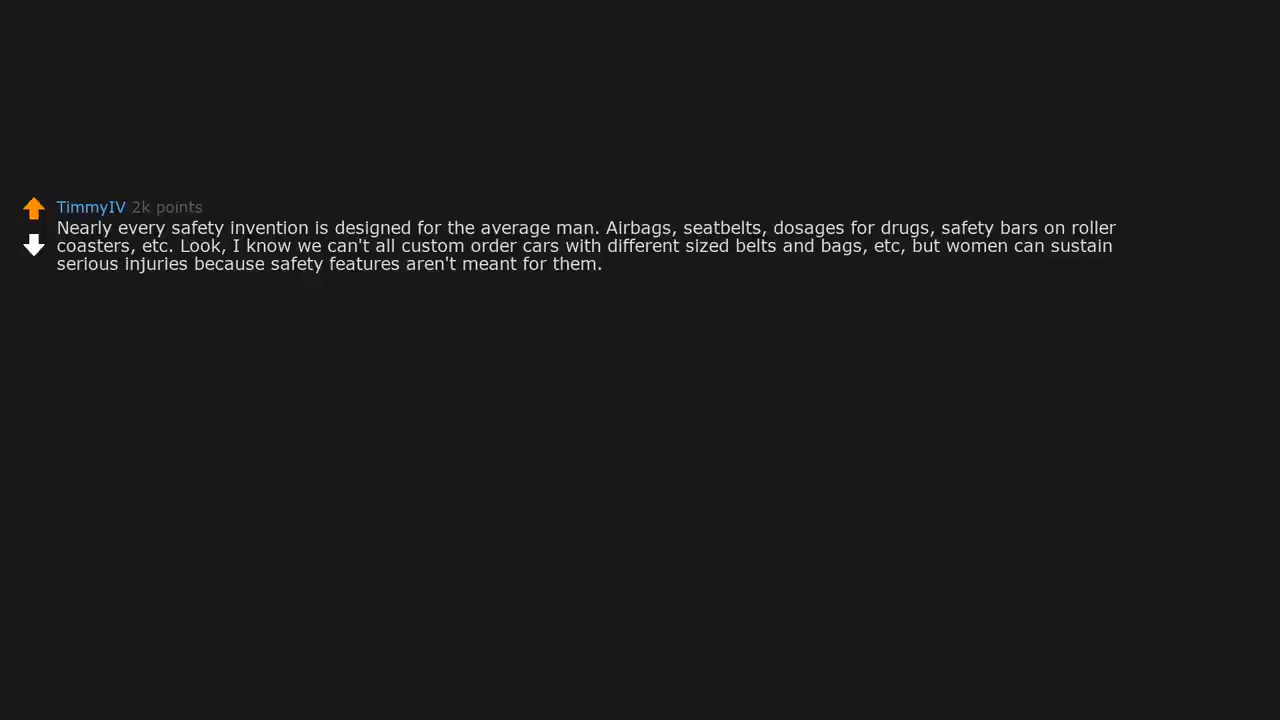 TimmyIV 2k points
Nearly every safety invention is designed for the average man. Airbags, seatbelts, dosages for drugs, safety bars on roller
coasters, etc. Look, I know we can't all custom order cars with different sized belts and bags, etc, but women can sustain
serious injuries because safety features aren't meant for them.